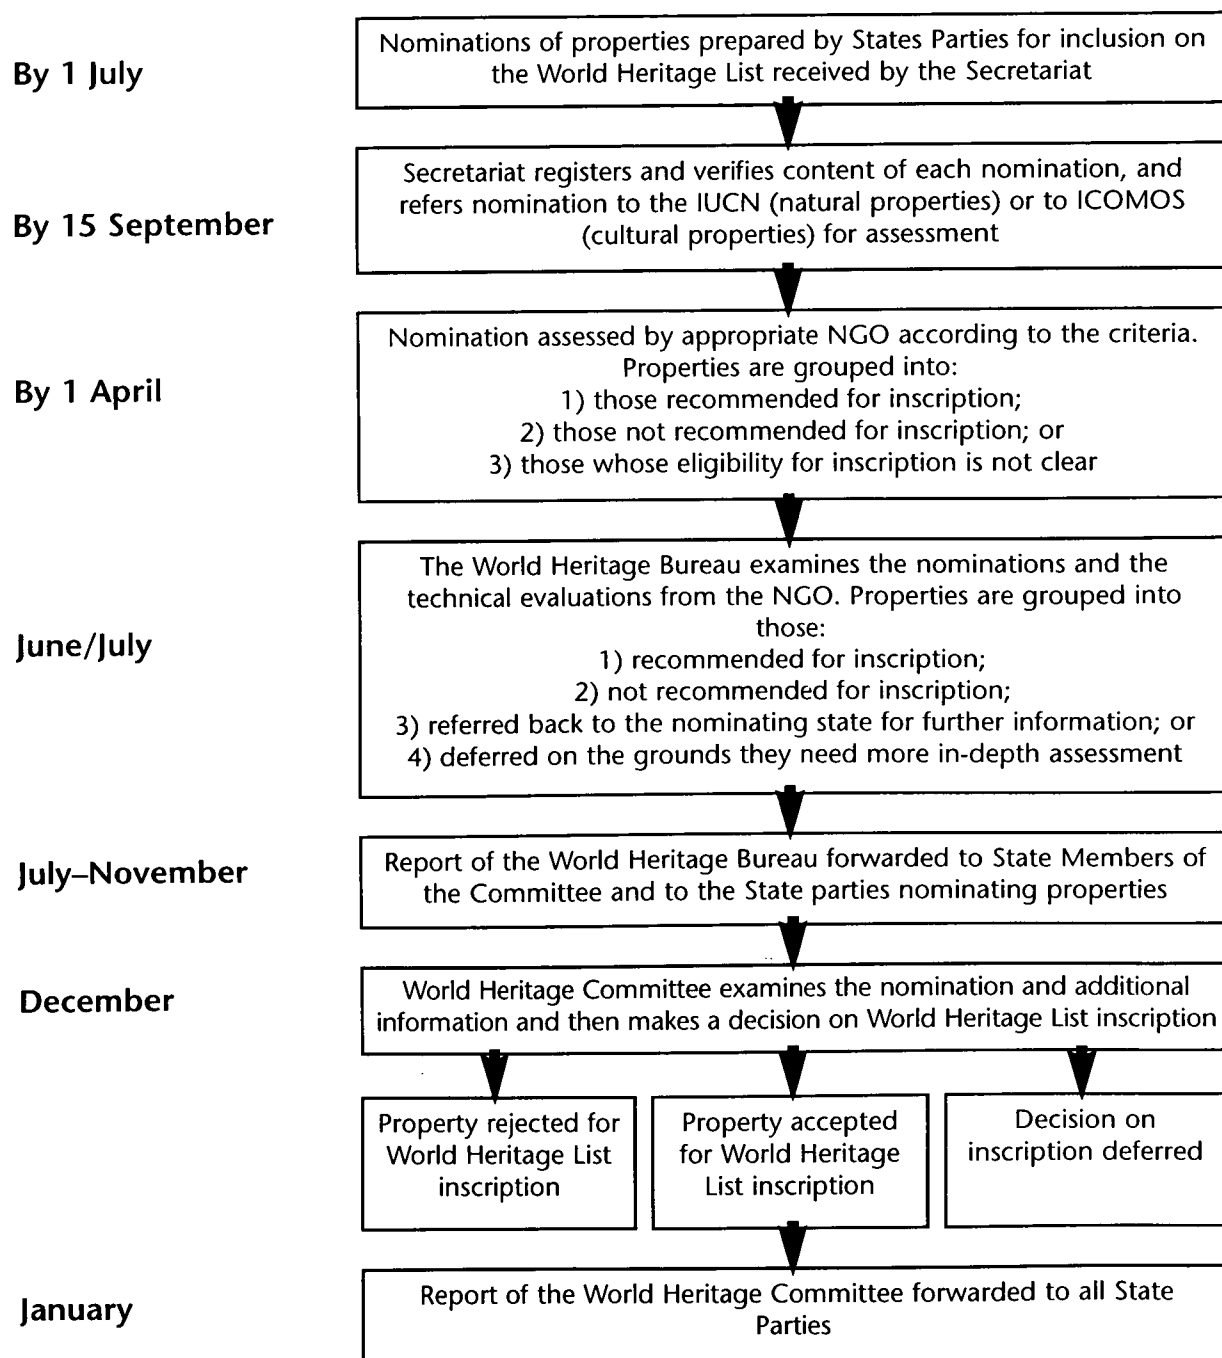 By 1 July
Nominations of properties prepared by States Parties for inclusion on
the World Heritage List received by the Secretariat
By 15 September
Secretariat registers and verifies content of each nomination, and
refers nomination to the IUCN (natural properties) or to ICOMOS
(cultural properties) for assessment
By 1 April
Nomination assessed by appropriate NGO according to the criteria.
Properties are grouped into:
1) those recommended for inscription;
2) those not recommended for inscription; or
3) those whose eligibility for inscription is not clear
June/July
The World Heritage Bureau examines the nominations and the
technical evaluations from the NGO. Properties are grouped into
those:
1) recommended for inscription;
2) not recommended for inscription;
3) referred back to the nominating state for further information; or
4) deferred on the grounds they need more in-depth assessment
July–November
Report of the World Heritage Bureau forwarded to State Members of
the Committee and to the State parties nominating properties
December
World Heritage Committee examines the nomination and additional
information and then makes a decision on World Heritage List inscription
Property rejected for
World Heritage List
inscription
Property accepted
for World Heritage
List inscription
Decision on
inscription deferred
January
Report of the World Heritage Committee forwarded to all State
Parties